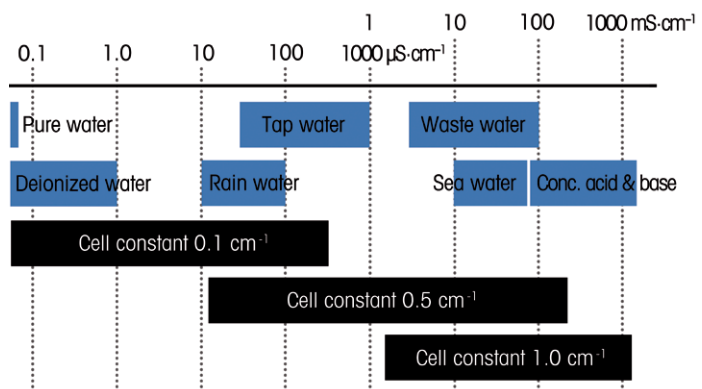 1 10 100 1000 mS·cm⁻¹
0.1 1.0 10 100 1000 µS·cm⁻¹
Pure water Tap water Waste water
Deionized water Rain water Sea water Conc. acid & base
Cell constant 0.1 cm⁻¹
Cell constant 0.5 cm⁻¹
Cell constant 1.0 cm⁻¹